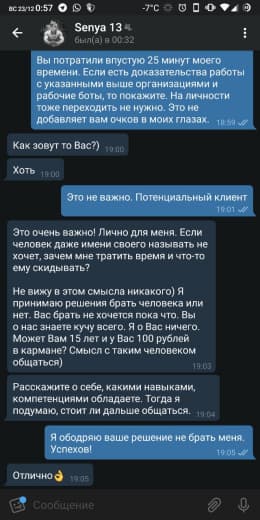 ВС 23/12 0:57 -7°C
Senya 13
был(а) в 00:32
Вы потратили впустую 25 минут моего
времени. Если есть доказательства работы
с указанными выше организациями и
рабочие боты, то покажите. На личности
тоже переходить не нужно. Это не
добавляет вам очков в моих глазах. 18:59
Как зовут то Вас?) 19:00
Хоть 19:00
Это не важно. Потенциальный клиент
19:01
Это очень важно! Лично для меня. Если
человек даже имени своего называть не
хочет, зачем мне тратить время и что-то
ему скидывать?
Не вижу в этом смысла никакого) Я
принимаю решения брать человека или
нет. Вас брать не хочется пока что. Вы
о нас знаете кучу всего. Я о Вас ничего.
Может Вам 15 лет и у Вас 100 рублей
в кармане? Смысл с таким человеком
общаться) 19:03
Расскажите о себе, какими навыками,
компетенциями обладаете. Тогда я
подумаю, стоит ли дальше общаться. 19:04
Я ободряю ваше решение не брать меня.
Успехов! 19:05
Отлично👌 19:05
Сообщение